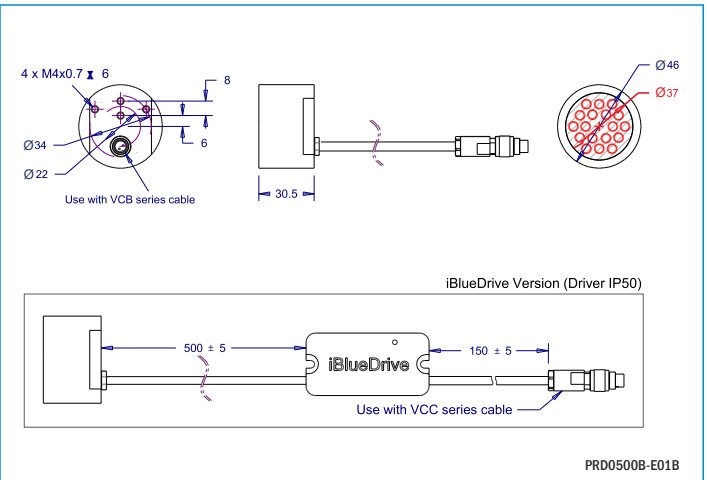 4 x M4x0.7 ↧ 6
8
Ø46
Ø37
Ø34
6
Ø22
Use with VCB series cable
30.5
iBlueDrive Version (Driver IP50)
500 ± 5
iBlueDrive
150 ± 5
Use with VCC series cable
PRD0500B-E01B